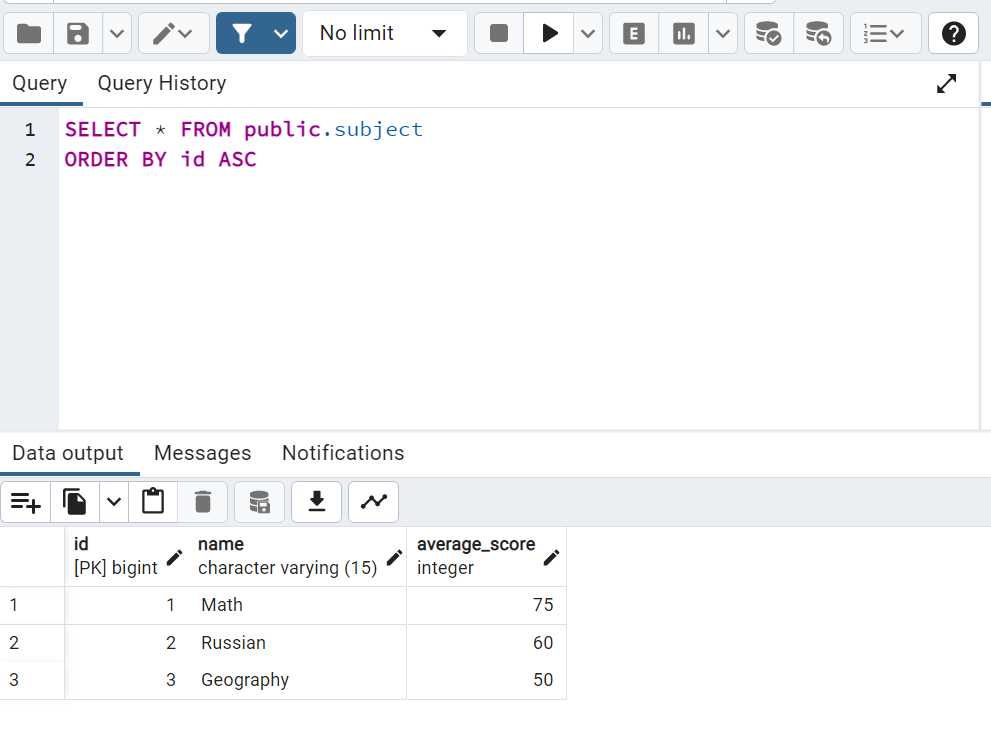 No limit
E
?
Query Query History
1 SELECT * FROM public.subject
2 ORDER BY id ASC
Data output Messages Notifications
id name average_score
[PK] bigint character varying (15) integer
1 1 Math 75
2 2 Russian 60
3 3 Geography 50